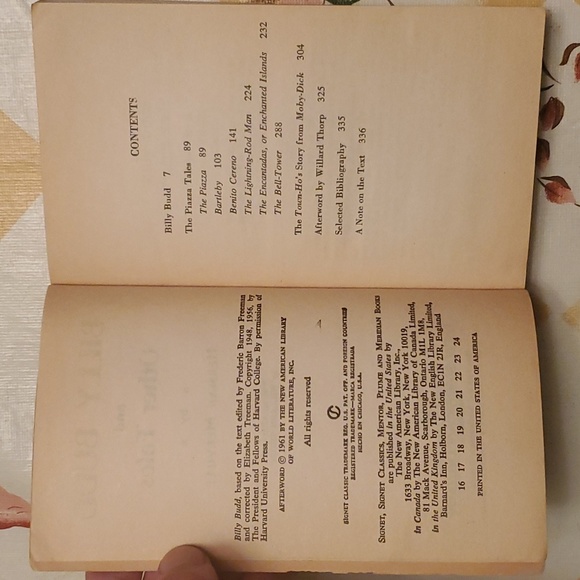 Billy Budd, based on the text edited by Frederic Barron Freeman
and corrected by Elizabeth Treeman. Copyright 1948, 1956, by
The President and Fellows of Harvard College. By permission of
Harvard University Press.
AFTERWORD © 1961 BY THE NEW AMERICAN LIBRARY
OF WORLD LITERATURE, INC.
All rights reserved
SIGNET CLASSIC TRADEMARK REG. U.S. PAT. OFF. AND FOREIGN COUNTRIES
REGISTERED TRADEMARK—MARCA REGISTRADA
HECHO EN CHICAGO, U.S.A.
SIGNET, SIGNET CLASSICS, MENTOR, PLUME AND MERIDIAN BOOKS
are published in the United States by
The New American Library, Inc.,
1633 Broadway, New York, New York 10019,
in Canada by The New American Library of Canada Limited,
81 Mack Avenue, Scarborough, Ontario M1L 1M8,
in the United Kingdom by The New English Library Limited,
Barnard's Inn, Holborn, London, EC1N 2JR, England
16 17 18 19 20 21 22 23 24
PRINTED IN THE UNITED STATES OF AMERICA
CONTENTS
Billy Budd 7
The Piazza Tales 89
The Piazza 89
Bartleby 103
Benito Cereno 141
The Lightning-Rod Man 224
The Encantadas, or Enchanted Islands 232
The Bell-Tower 288
The Town-Ho's Story from Moby-Dick 304
Afterword by Willard Thorp 325
Selected Bibliography 335
A Note on the Text 336